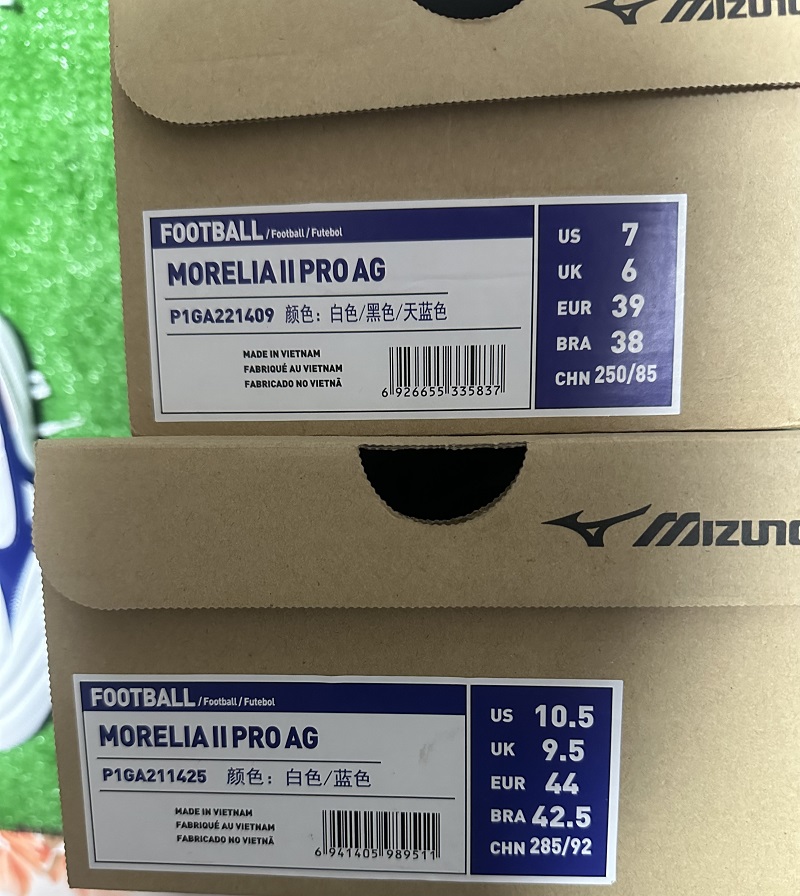 MIZUNO
FOOTBALL / Football / Futebol
MORELIA II PRO AG
P1GA221409 颜色：白色/黑色/天蓝色
MADE IN VIETNAM
FABRIQUÉ AU VIETNAM
FABRICADO NO VIETNÃ
6 926655 335837
US 7
UK 6
EUR 39
BRA 38
CHN 250/85
MIZUNO
FOOTBALL / Football / Futebol
MORELIA II PRO AG
P1GA211425 颜色：白色/蓝色
MADE IN VIETNAM
FABRIQUÉ AU VIETNAM
FABRICADO NO VIETNÃ
6 941405 989511
US 10.5
UK 9.5
EUR 44
BRA 42.5
CHN 285/92